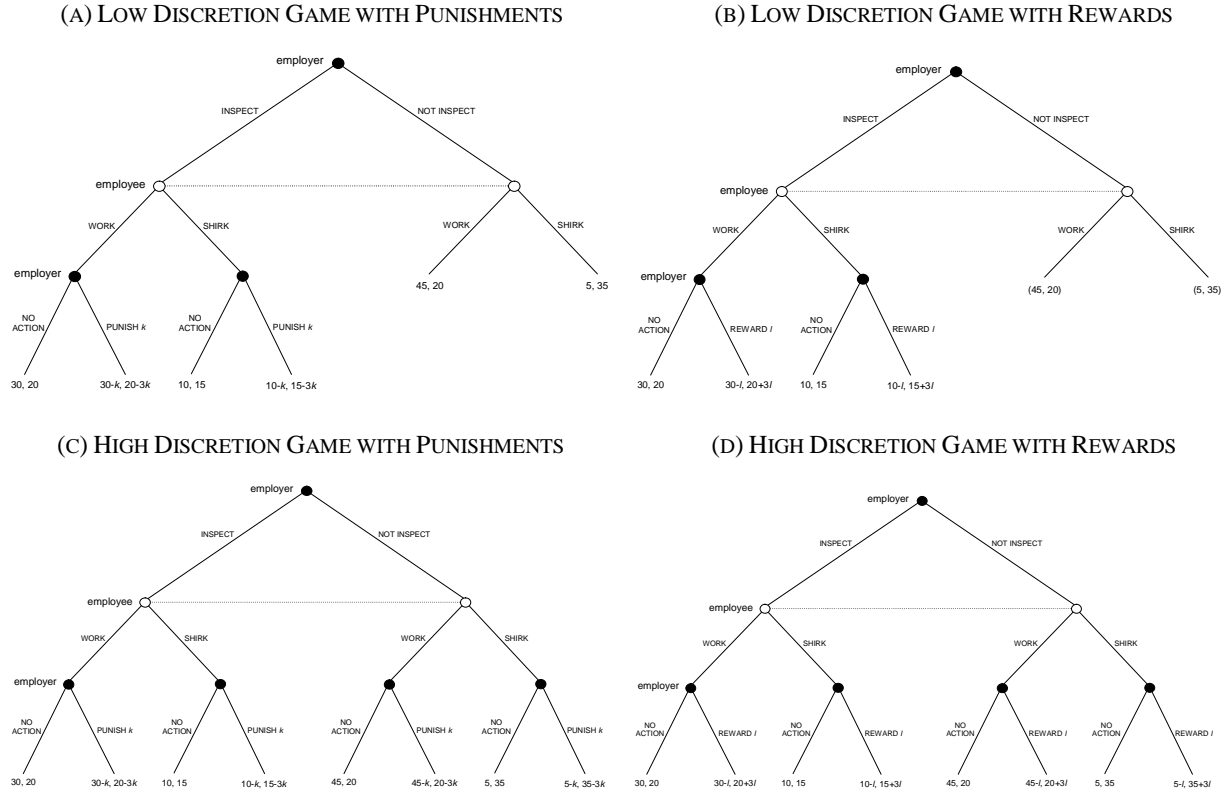 (A) LOW DISCRETION GAME WITH PUNISHMENTS
employer
INSPECT
NOT INSPECT
employee
WORK
SHIRK
WORK
SHIRK
employer
45, 20
5, 35
NO ACTION
PUNISH k
NO ACTION
PUNISH k
30, 20
30-k, 20-3k
10, 15
10-k, 15-3k
(B) LOW DISCRETION GAME WITH REWARDS
employer
INSPECT
NOT INSPECT
employee
WORK
SHIRK
WORK
SHIRK
employer
(45, 20)
(5, 35)
NO ACTION
REWARD l
NO ACTION
REWARD l
30, 20
30-l, 20+3l
10, 15
10-l, 15+3l
(C) HIGH DISCRETION GAME WITH PUNISHMENTS
employer
INSPECT
NOT INSPECT
employee
WORK
SHIRK
WORK
SHIRK
employer
NO ACTION
PUNISH k
NO ACTION
PUNISH k
NO ACTION
PUNISH k
NO ACTION
PUNISH k
30, 20
30-k, 20-3k
10, 15
10-k, 15-3k
45, 20
45-k, 20-3k
5, 35
5-k, 35-3k
(D) HIGH DISCRETION GAME WITH REWARDS
employer
INSPECT
NOT INSPECT
employee
WORK
SHIRK
WORK
SHIRK
employer
NO ACTION
REWARD l
NO ACTION
REWARD l
NO ACTION
REWARD l
NO ACTION
REWARD l
30, 20
30-l, 20+3l
10, 15
10-l, 15+3l
45, 20
45-l, 20+3l
5, 35
5-l, 35+3l